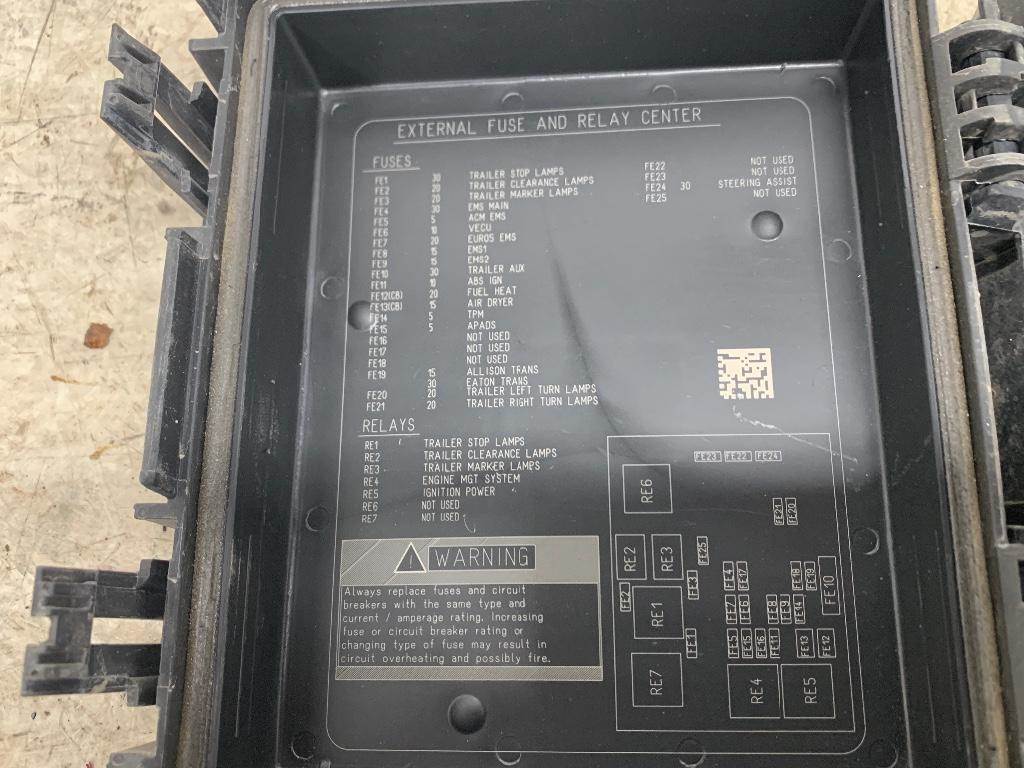 EXTERNAL FUSE AND RELAY CENTER
FUSES
FE1 30 TRAILER STOP LAMPS
FE2 20 TRAILER CLEARANCE LAMPS
FE3 20 TRAILER MARKER LAMPS
FE4 30 EMS MAIN
FE5 5 ACM EMS
FE6 10 VECU
FE7 20 EURO5 EMS
FE8 15 EMS1
FE9 15 EMS2
FE10 30 TRAILER AUX
FE11 10 ABS IGN
FE12(CB) 20 FUEL HEAT
FE13(CB) 15 AIR DRYER
FE14 5 TPM
FE15 5 APADS
FE16 NOT USED
FE17 NOT USED
FE18 NOT USED
FE19 15 ALLISON TRANS
30 EATON TRANS
FE20 20 TRAILER LEFT TURN LAMPS
FE21 20 TRAILER RIGHT TURN LAMPS
FE22 NOT USED
FE23 NOT USED
FE24 30 STEERING ASSIST
FE25 NOT USED
RELAYS
RE1 TRAILER STOP LAMPS
RE2 TRAILER CLEARANCE LAMPS
RE3 TRAILER MARKER LAMPS
RE4 ENGINE MGT SYSTEM
RE5 IGNITION POWER
RE6 NOT USED
RE7 NOT USED
WARNING
Always replace fuses and circuit
breakers with the same type and
current / amperage rating. Increasing
fuse or circuit breaker rating or
changing type of fuse may result in
circuit overheating and possibly fire.
FE23 FE22 FE24
RE6
FE21 FE20
RE2 RE3 FE25
FE4 FE17 FE18 FE19 FE10
FE2 RE1 FE3
FE7 FE6 FE8 FE9 FE14
FE1 FE5 FE15 FE16 FE11 FE13 FE12
RE7 RE4 RE5